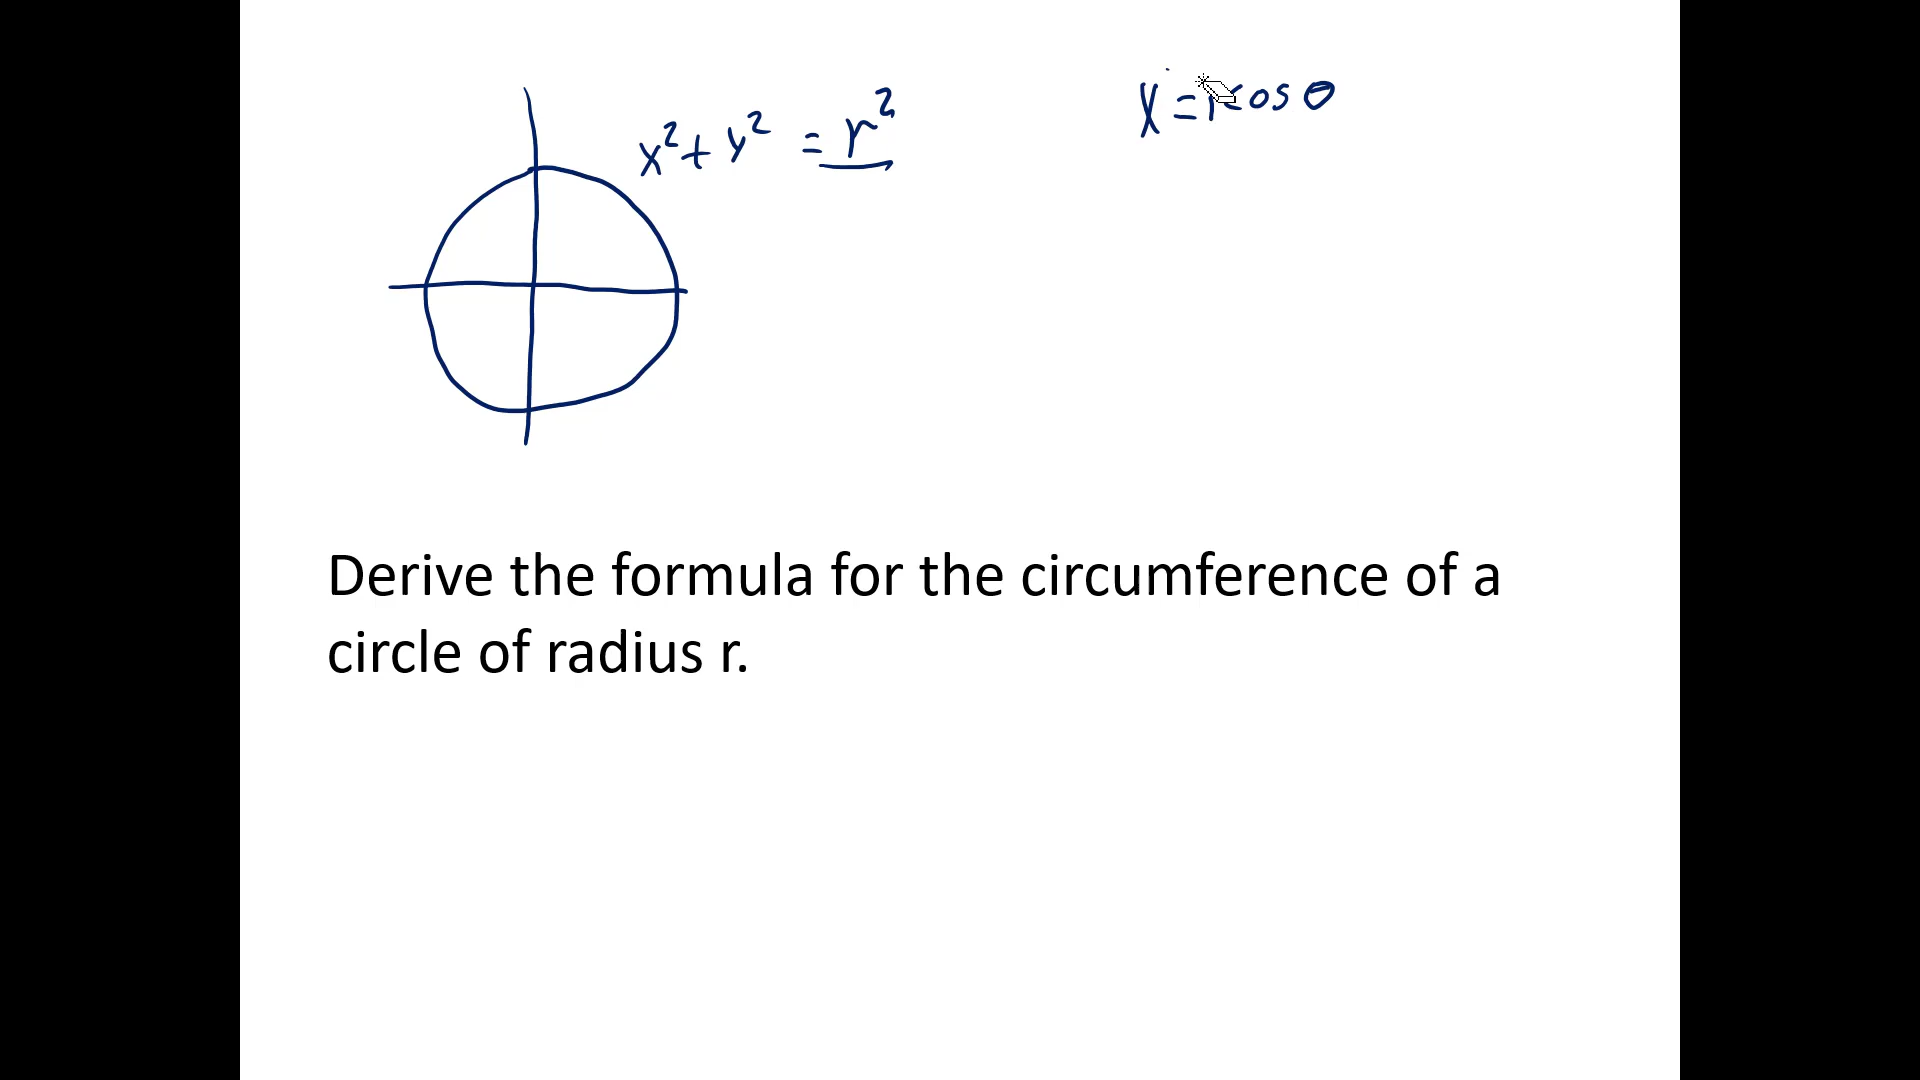 x² + y² = r²
x = r cos θ
Derive the formula for the circumference of a
circle of radius r.